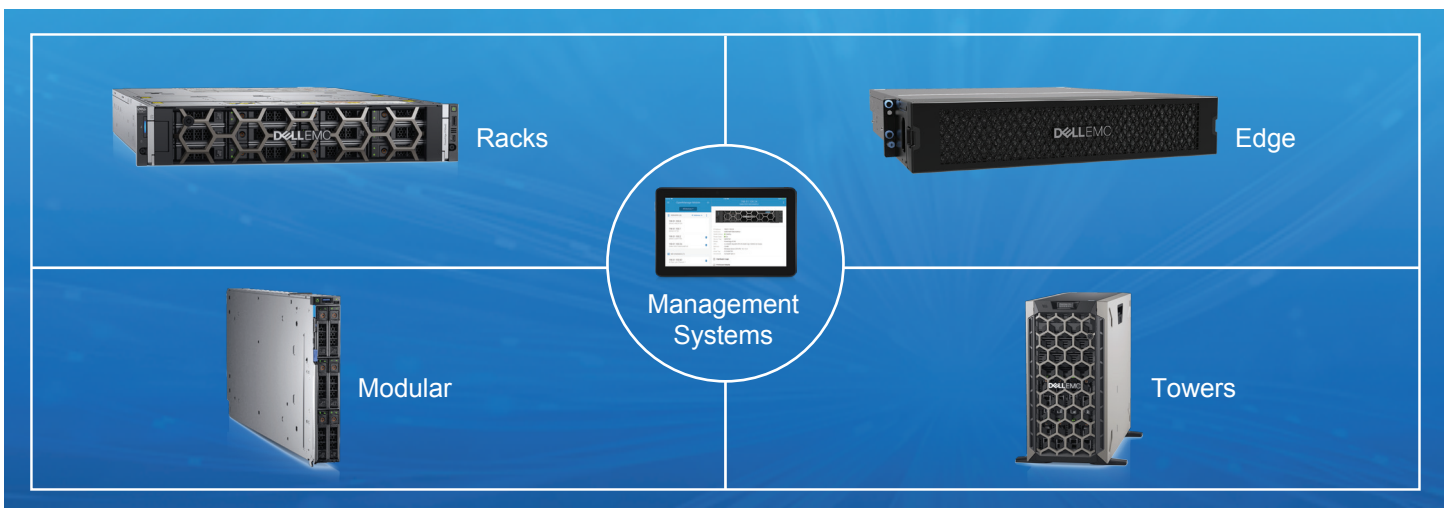 DELLEMC
Racks
DELLEMC
Edge
Management
Systems
Modular
DELLEMC
Towers